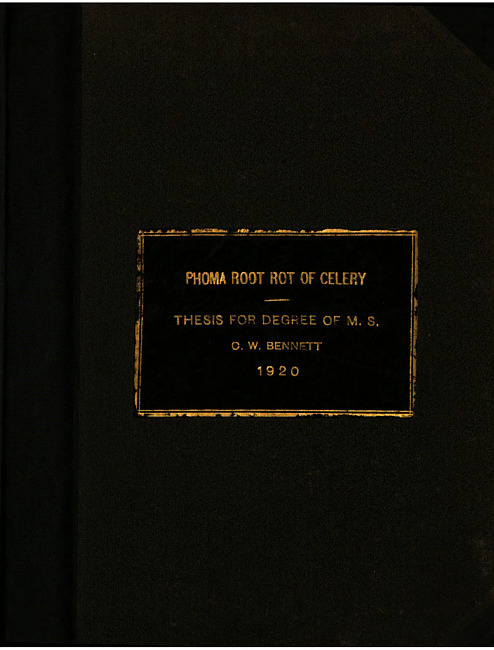 PHOMA ROOT ROT OF CELERY
THESIS FOR DEGREE OF M. S.
C. W. BENNETT
1920